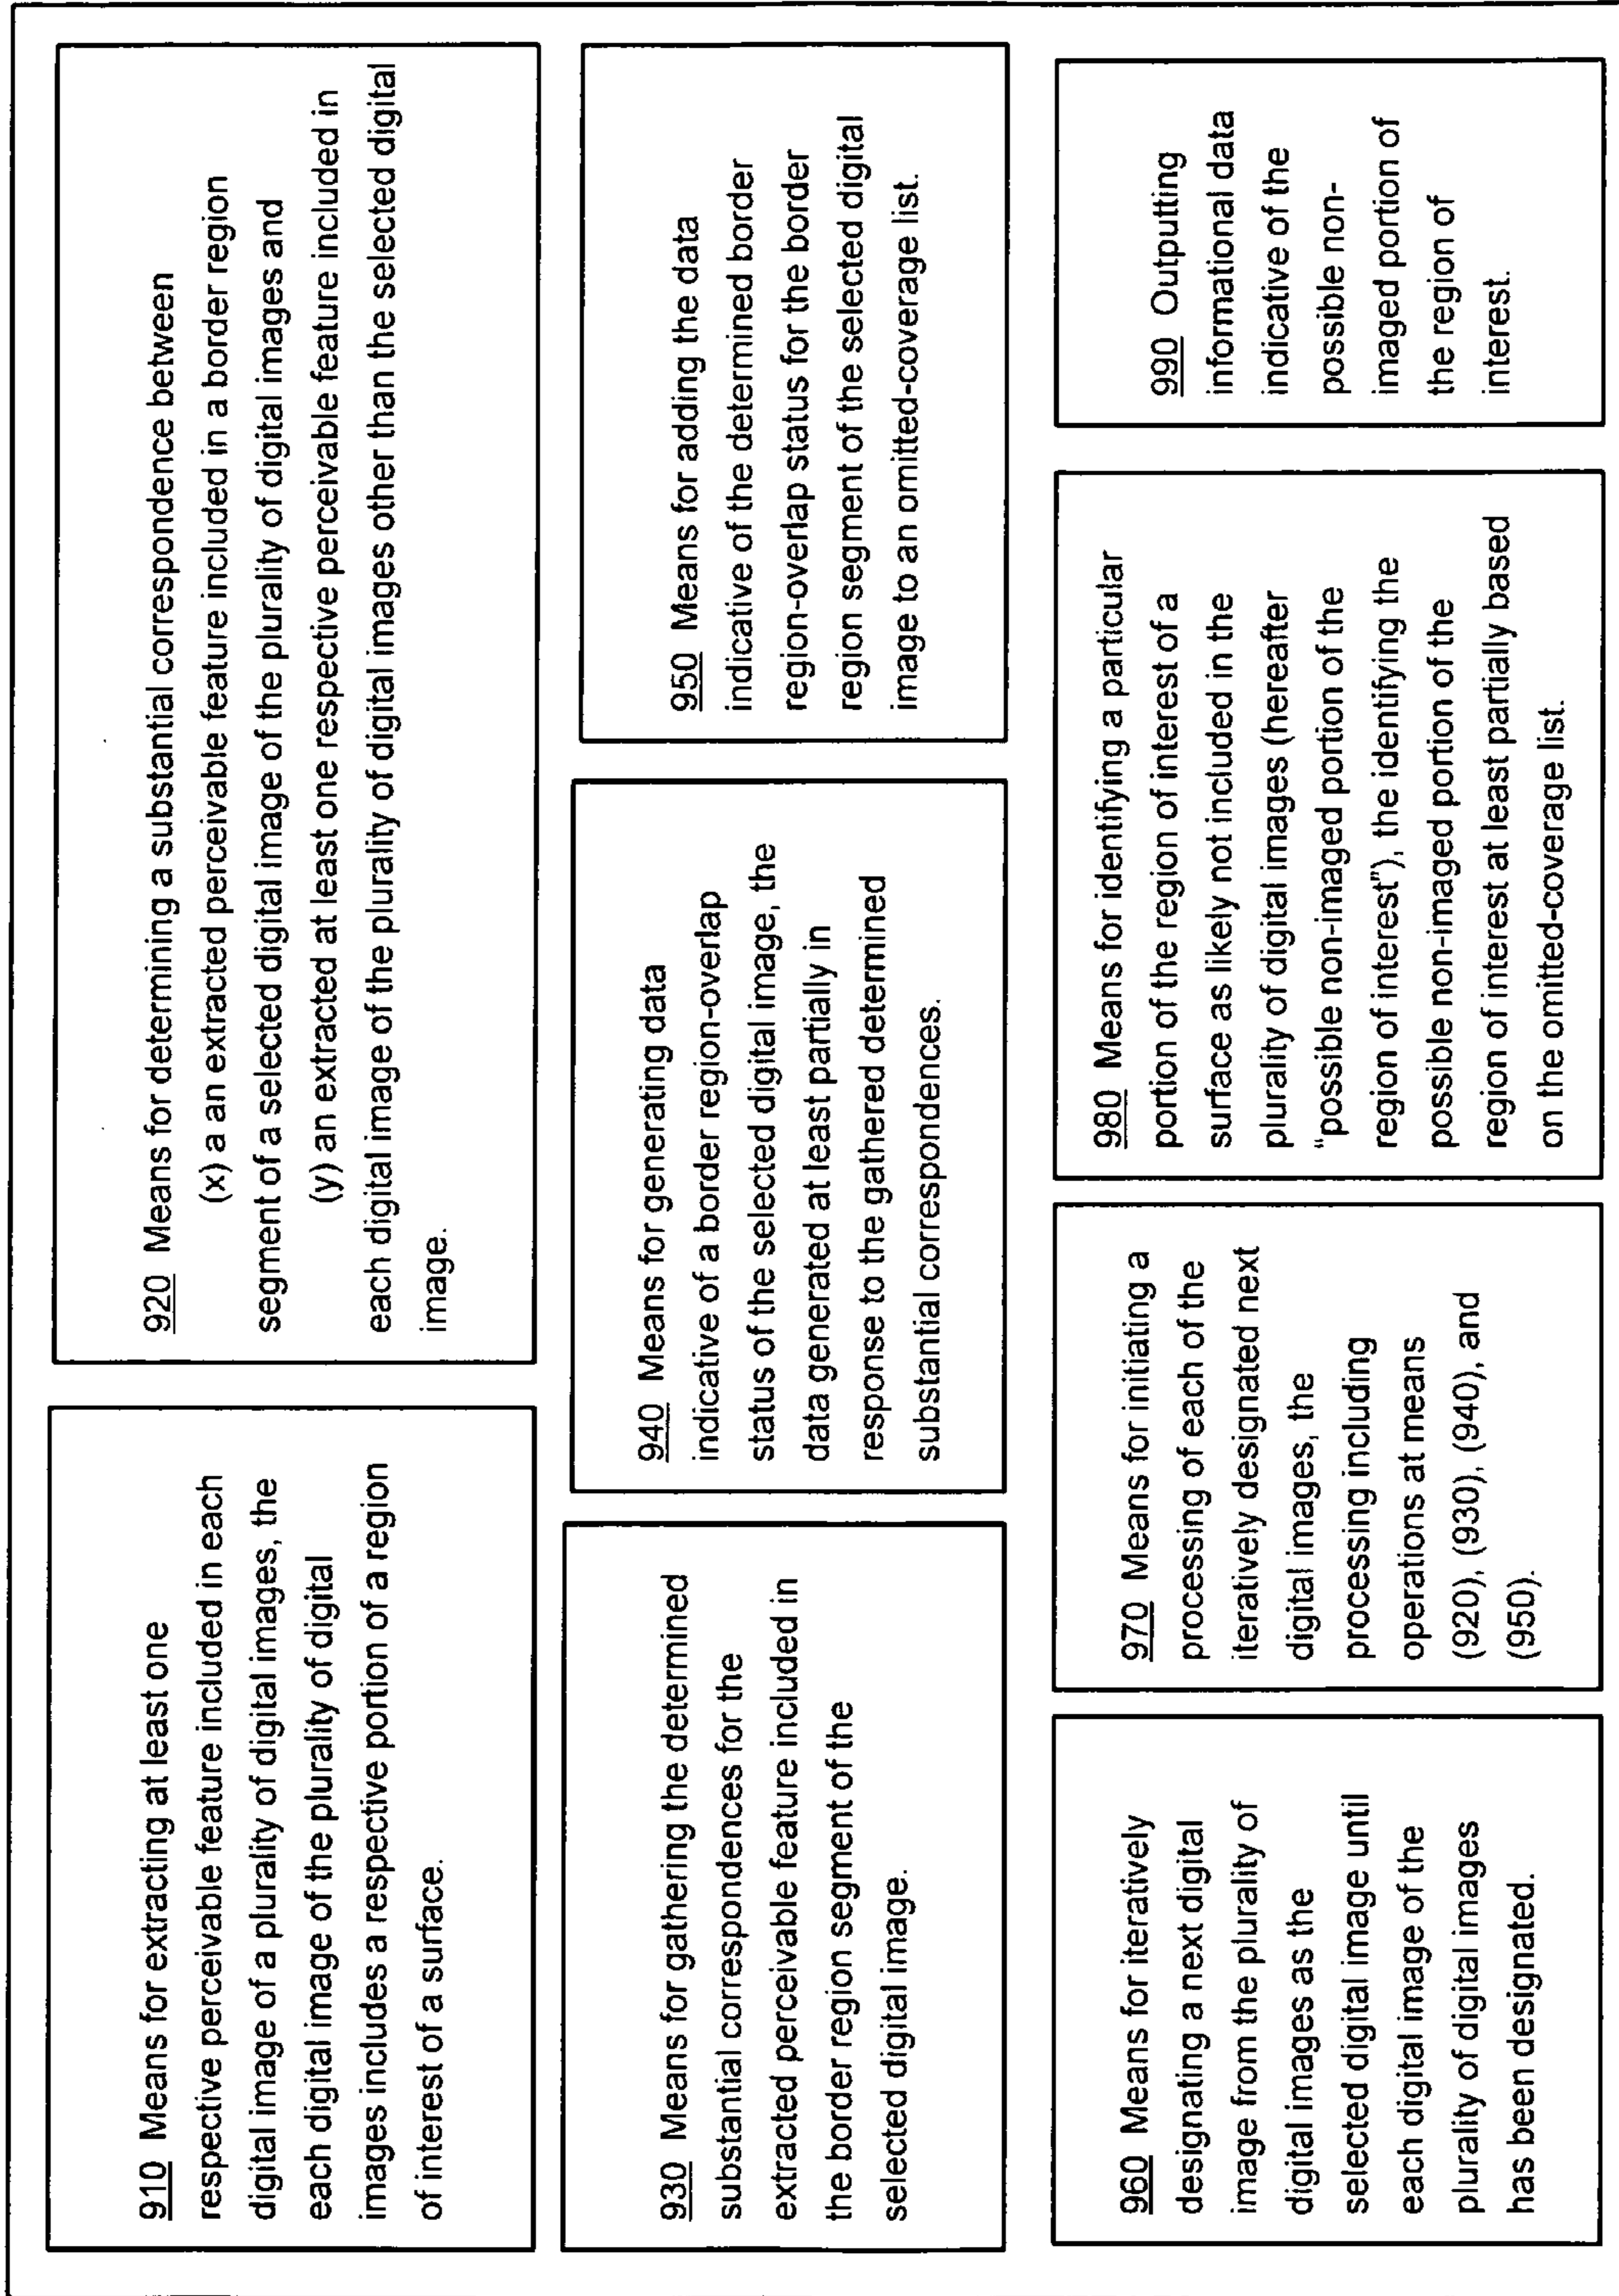 910 Means for extracting at least one
respective perceivable feature included in each
digital image of a plurality of digital images, the
each digital image of the plurality of digital
images includes a respective portion of a region
of interest of a surface.
920 Means for determining a substantial correspondence between
(x) a an extracted perceivable feature included in a border region
segment of a selected digital image of the plurality of digital images and
(y) an extracted at least one respective perceivable feature included in
each digital image of the plurality of digital images other than the selected digital
image.
930 Means for gathering the determined
substantial correspondences for the
extracted perceivable feature included in
the border region segment of the
selected digital image.
940 Means for generating data
indicative of a border region-overlap
status of the selected digital image, the
data generated at least partially in
response to the gathered determined
substantial correspondences.
950 Means for adding the data
indicative of the determined border
region-overlap status for the border
region segment of the selected digital
image to an omitted-coverage list.
960 Means for iteratively
designating a next digital
image from the plurality of
digital images as the
selected digital image until
each digital image of the
plurality of digital images
has been designated.
970 Means for initiating a
processing of each of the
iteratively designated next
digital images, the
processing including
operations at means
(920), (930), (940), and
(950).
980 Means for identifying a particular
portion of the region of interest of a
surface as likely not included in the
plurality of digital images (hereafter
"possible non-imaged portion of the
region of interest"), the identifying the
possible non-imaged portion of the
region of interest at least partially based
on the omitted-coverage list.
990 Outputting
informational data
indicative of the
possible non-
imaged portion of
the region of
interest.